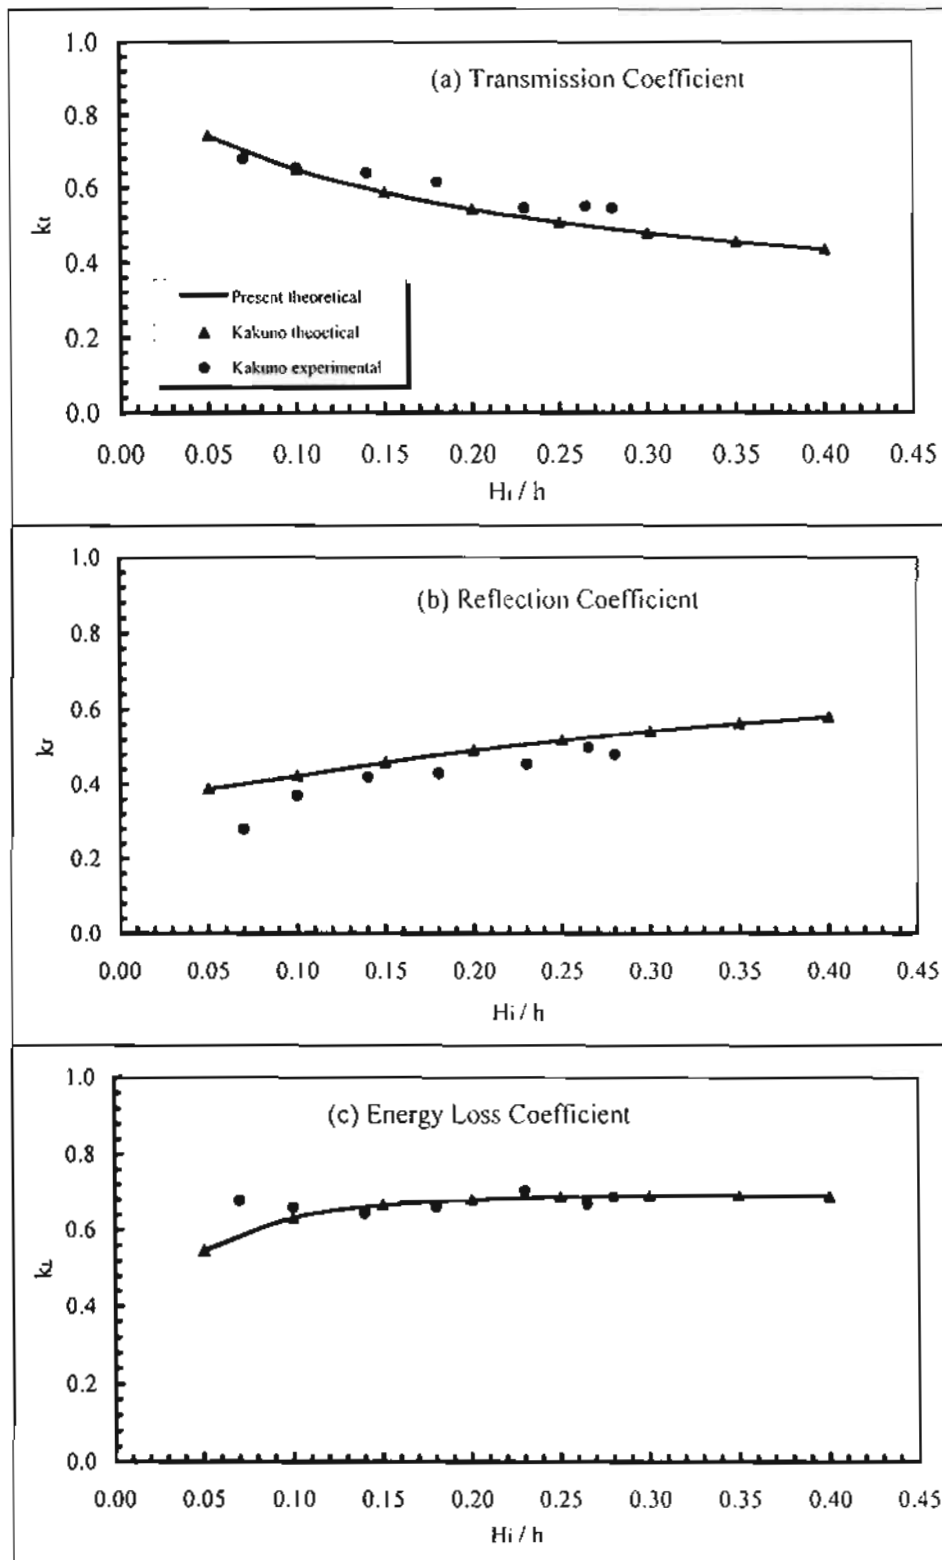 1.0
(a) Transmission Coefficient
0.8
0.6
kt
0.4
Present theoretical
0.2
Kakuno theoetical
Kakuno experimental
0.0
0.00 0.05 0.10 0.15 0.20 0.25 0.30 0.35 0.40 0.45
Hi / h
1.0
(b) Reflection Coefficient
0.8
0.6
kr
0.4
0.2
0.0
0.00 0.05 0.10 0.15 0.20 0.25 0.30 0.35 0.40 0.45
Hi / h
1.0
(c) Energy Loss Coefficient
0.8
0.6
kL
0.4
0.2
0.0
0.00 0.05 0.10 0.15 0.20 0.25 0.30 0.35 0.40 0.45
Hi / h